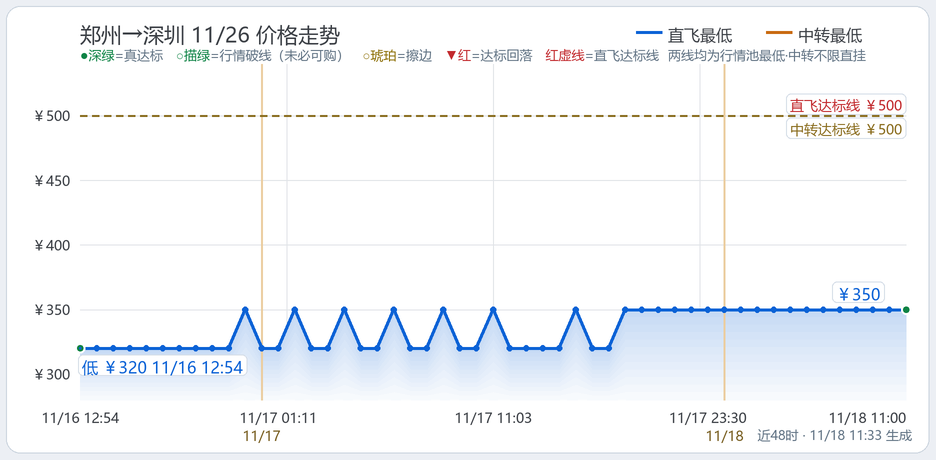 郑州→深圳 11/26 价格走势
直飞最低 中转最低
●深绿=真达标 ○描绿=行情破线（未必可购） ○琥珀=擦边 ▼红=达标回落 红虚线=直飞达标线 两线均为行情池最低·中转不限直挂
直飞达标线 ￥500
中转达标线 ￥500
￥500
￥450
￥400
￥350
￥300
￥350
低 ￥320 11/16 12:54
11/16 12:54 11/17 01:11 11/17 11:03 11/17 23:30 11/18 11:00
11/17 11/18 近48时 · 11/18 11:33 生成